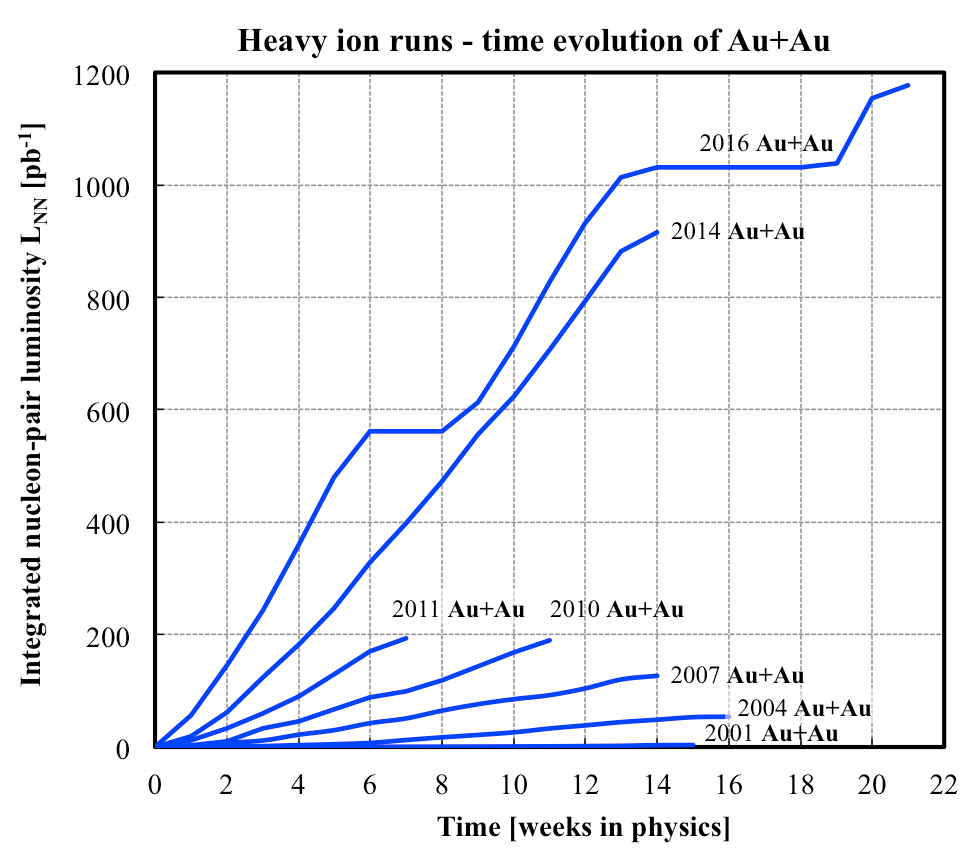 Heavy ion runs - time evolution of Au+Au
Integrated nucleon-pair luminosity L_NN [pb⁻¹]
1200
1000
800
600
400
200
0
2016 Au+Au
2014 Au+Au
2011 Au+Au
2010 Au+Au
2007 Au+Au
2004 Au+Au
2001 Au+Au
0 2 4 6 8 10 12 14 16 18 20 22
Time [weeks in physics]